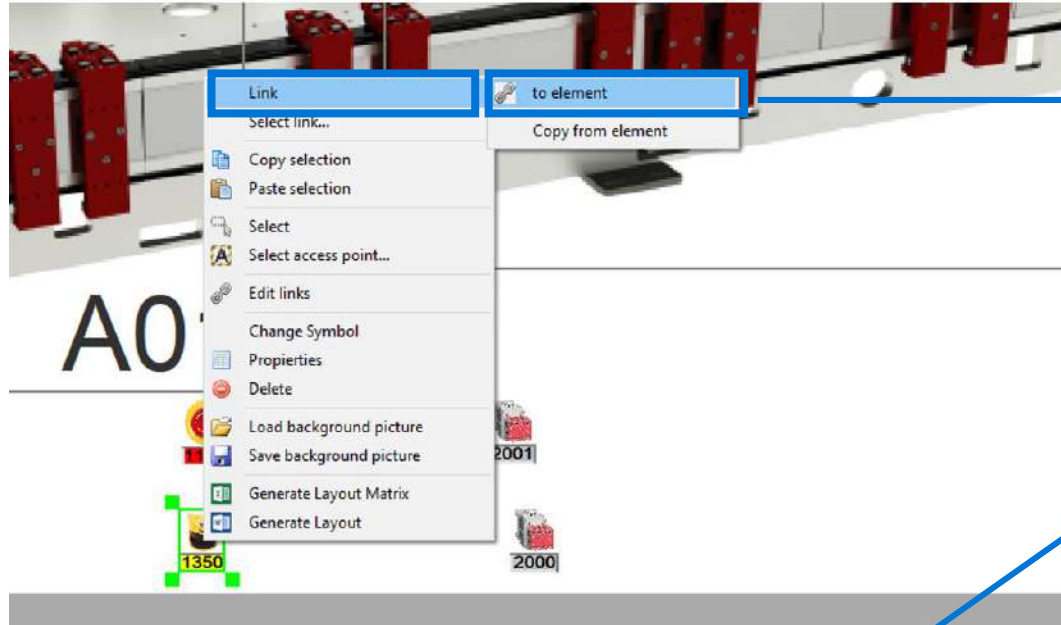 Link
to element
Select link...
Copy from element
Copy selection
Paste selection
Select
Select access point...
Edit links
A0
Change Symbol
Propierties
Delete
Load background picture
Save background picture
2001
Generate Layout Matrix
Generate Layout
1350
2000